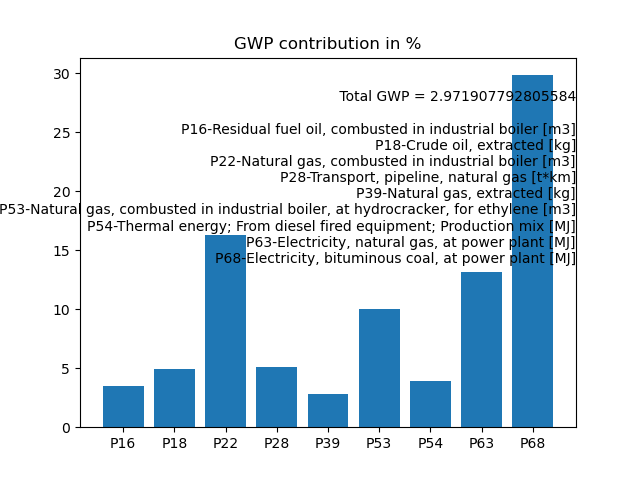 GWP contribution in %
30
25
20
15
10
5
0
Total GWP = 2.971907792805584
P16-Residual fuel oil, combusted in industrial boiler [m3]
P18-Crude oil, extracted [kg]
P22-Natural gas, combusted in industrial boiler [m3]
P28-Transport, pipeline, natural gas [t*km]
P39-Natural gas, extracted [kg]
P53-Natural gas, combusted in industrial boiler, at hydrocracker, for ethylene [m3]
P54-Thermal energy; From diesel fired equipment; Production mix [MJ]
P63-Electricity, natural gas, at power plant [MJ]
P68-Electricity, bituminous coal, at power plant [MJ]
P16 P18 P22 P28 P39 P53 P54 P63 P68